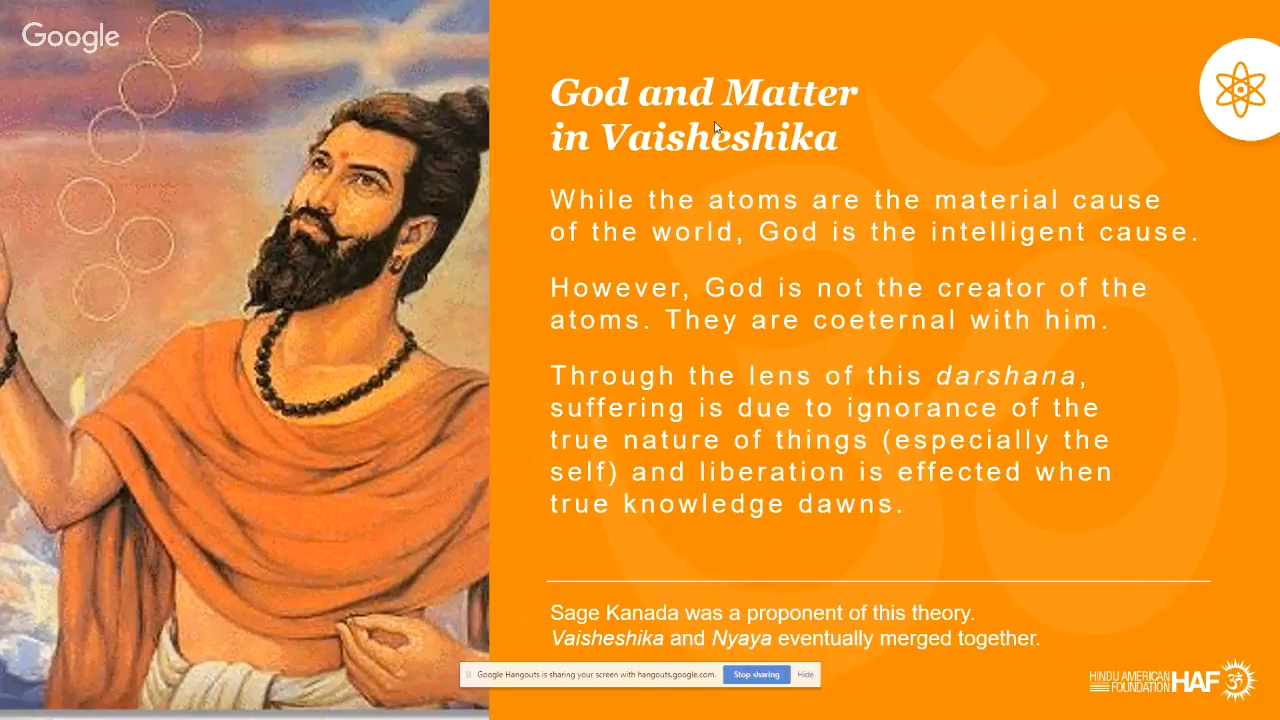 Google
God and Matter
in Vaisheshika
While the atoms are the material cause
of the world, God is the intelligent cause.
However, God is not the creator of the
atoms. They are coeternal with him.
Through the lens of this darshana,
suffering is due to ignorance of the
true nature of things (especially the
self) and liberation is effected when
true knowledge dawns.
Sage Kanada was a proponent of this theory.
Vaisheshika and Nyaya eventually merged together.
Google Hangouts is sharing your screen with hangouts.google.com. Stop sharing Hide
HINDU AMERICAN
FOUNDATION HAF ॐ
ॐ